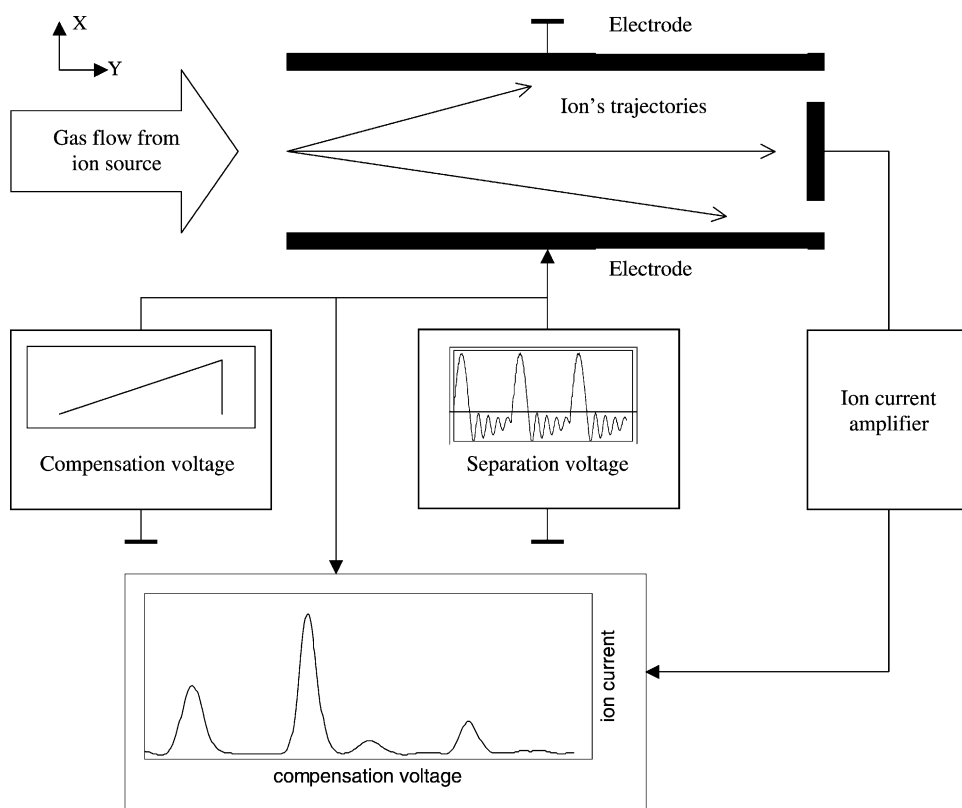 X
Electrode
Y
Ion's trajectories
Gas flow from
ion source
Electrode
Compensation voltage
Separation voltage
Ion current
amplifier
ion current
compensation voltage